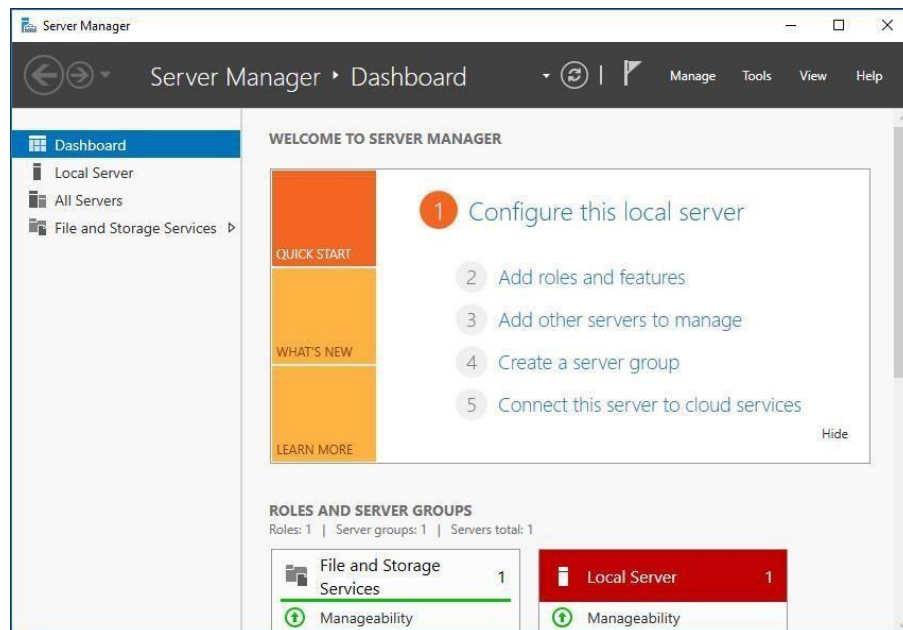 Server Manager
Server Manager ‣ Dashboard
Manage Tools View Help
Dashboard
Local Server
All Servers
File and Storage Services
WELCOME TO SERVER MANAGER
QUICK START
WHAT'S NEW
LEARN MORE
1 Configure this local server
2 Add roles and features
3 Add other servers to manage
4 Create a server group
5 Connect this server to cloud services
Hide
ROLES AND SERVER GROUPS
Roles: 1 | Server groups: 1 | Servers total: 1
File and Storage
Services
1
Manageability
Local Server 1
Manageability